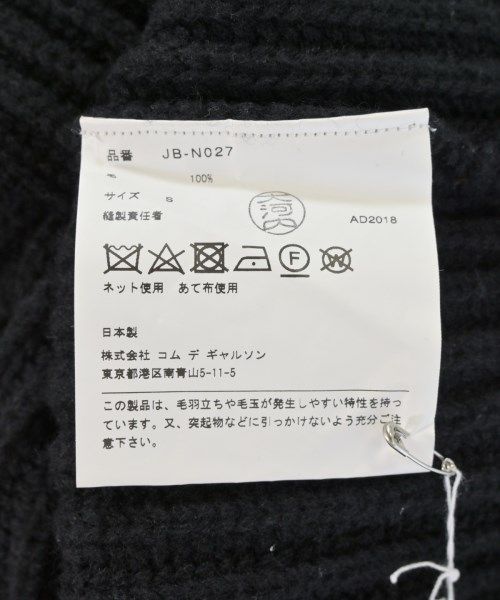 品番 JB-N027
毛 100%
サイズ S
縫製責任者
AD2018
F
W
ネット使用 あて布使用
日本製
株式会社 コム デ ギャルソン
東京都港区南青山5-11-5
この製品は、毛羽立ちや毛玉が発生しやすい特性を持っ
ています。又、突起物などに引っかけないよう充分ご注
意下さい。